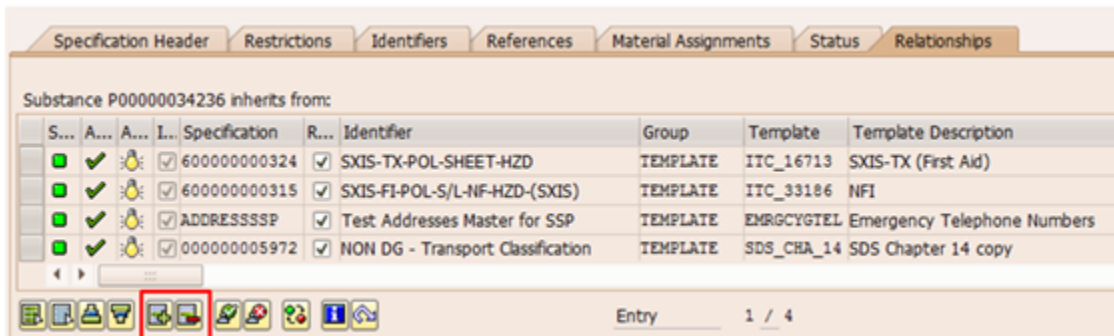 Specification Header Restrictions Identifiers References Material Assignments Status Relationships
Substance P00000034236 inherits from:
S... A... A... I... Specification R... Identifier Group Template Template Description
600000000324 SXIS-TX-POL-SHEET-HZD TEMPLATE ITC_16713 SXIS-TX (First Aid)
600000000315 SXIS-FI-POL-S/L-NF-HZD-(SXIS) TEMPLATE ITC_33186 NFI
ADDRESSSSP Test Addresses Master for SSP TEMPLATE EMRGCYGTEL Emergency Telephone Numbers
000000005972 NON DG - Transport Classification TEMPLATE SDS_CHA_14 SDS Chapter 14 copy
Entry 1 / 4